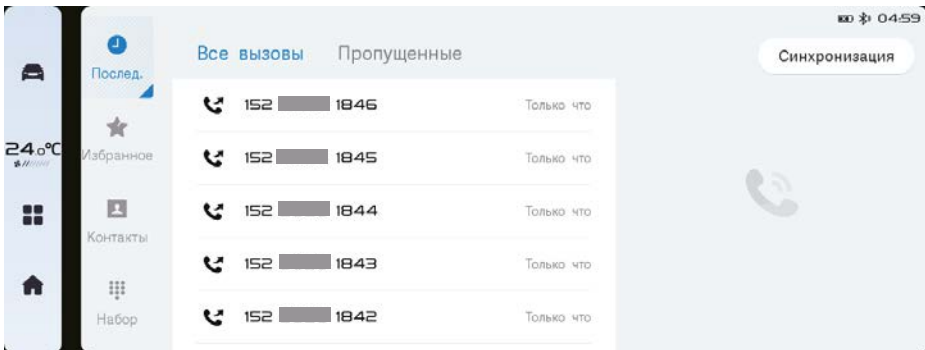 04:59
24.0°C
Послед.
Избранное
Контакты
Набор
Все вызовы Пропущенные
152 1846 Только что
152 1845 Только что
152 1844 Только что
152 1843 Только что
152 1842 Только что
Синхронизация